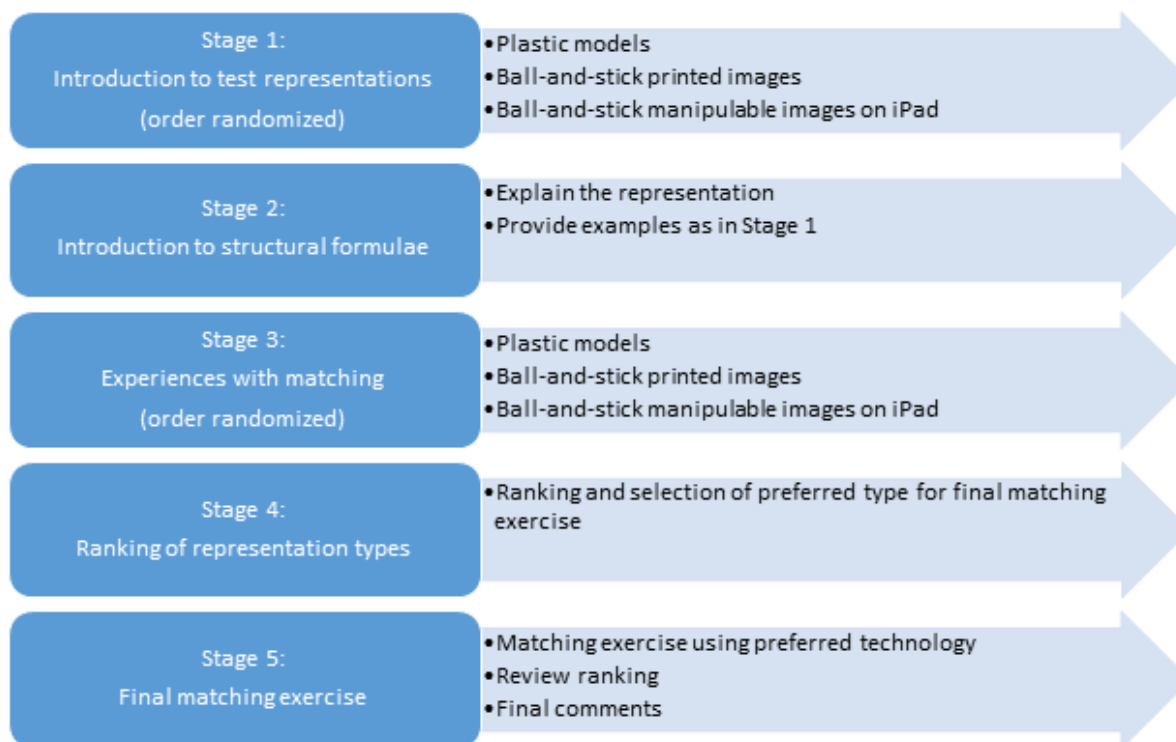 Stage 1:
Introduction to test representations
(order randomized)
•Plastic models
•Ball-and-stick printed images
•Ball-and-stick manipulable images on iPad
Stage 2:
Introduction to structural formulae
•Explain the representation
•Provide examples as in Stage 1
Stage 3:
Experiences with matching
(order randomized)
•Plastic models
•Ball-and-stick printed images
•Ball-and-stick manipulable images on iPad
Stage 4:
Ranking of representation types
•Ranking and selection of preferred type for final matching
exercise
Stage 5:
Final matching exercise
•Matching exercise using preferred technology
•Review ranking
•Final comments